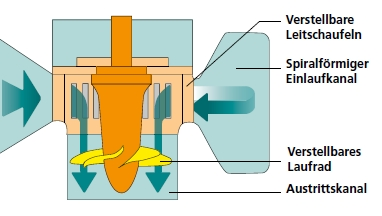 Verstellbare
Leitschaufeln
Spiralförmiger
Einlaufkanal
Verstellbares
Laufrad
Austrittskanal